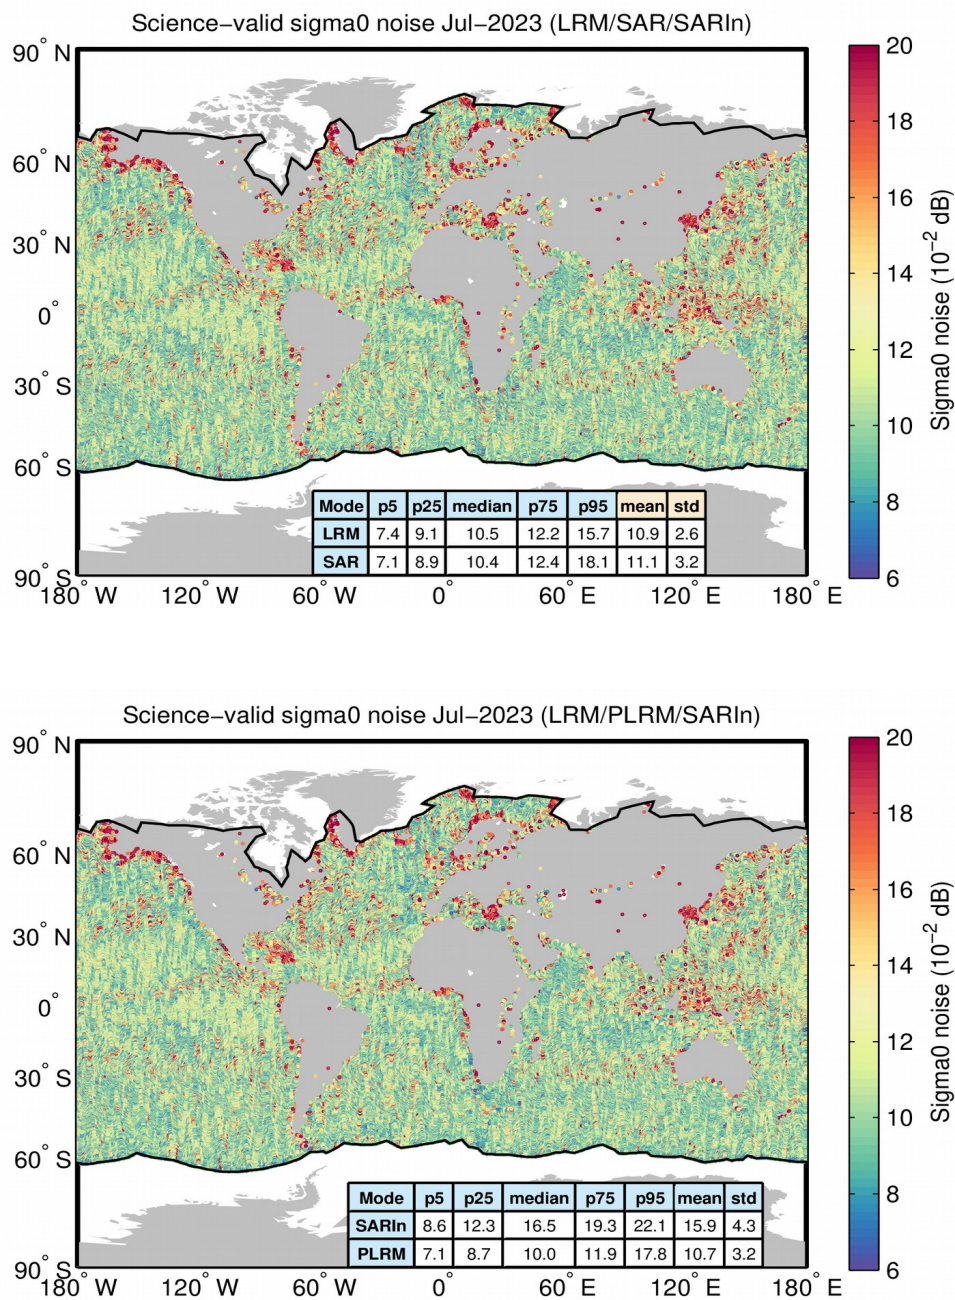 Science−valid sigma0 noise Jul−2023 (LRM/SAR/SARIn)
90° N
60° N
30° N
0°
30° S
60° S
90° S
180° W 120° W 60° W 0° 60° E 120° E 180° E
20
18
16
14
12
10
8
6
Sigma0 noise (10⁻² dB)
Mode p5 p25 median p75 p95 mean std
LRM 7.4 9.1 10.5 12.2 15.7 10.9 2.6
SAR 7.1 8.9 10.4 12.4 18.1 11.1 3.2
Science−valid sigma0 noise Jul−2023 (LRM/PLRM/SARIn)
90° N
60° N
30° N
0°
30° S
60° S
90° S
180° W 120° W 60° W 0° 60° E 120° E 180° E
20
18
16
14
12
10
8
6
Sigma0 noise (10⁻² dB)
Mode p5 p25 median p75 p95 mean std
SARIn 8.6 12.3 16.5 19.3 22.1 15.9 4.3
PLRM 7.1 8.7 10.0 11.9 17.8 10.7 3.2